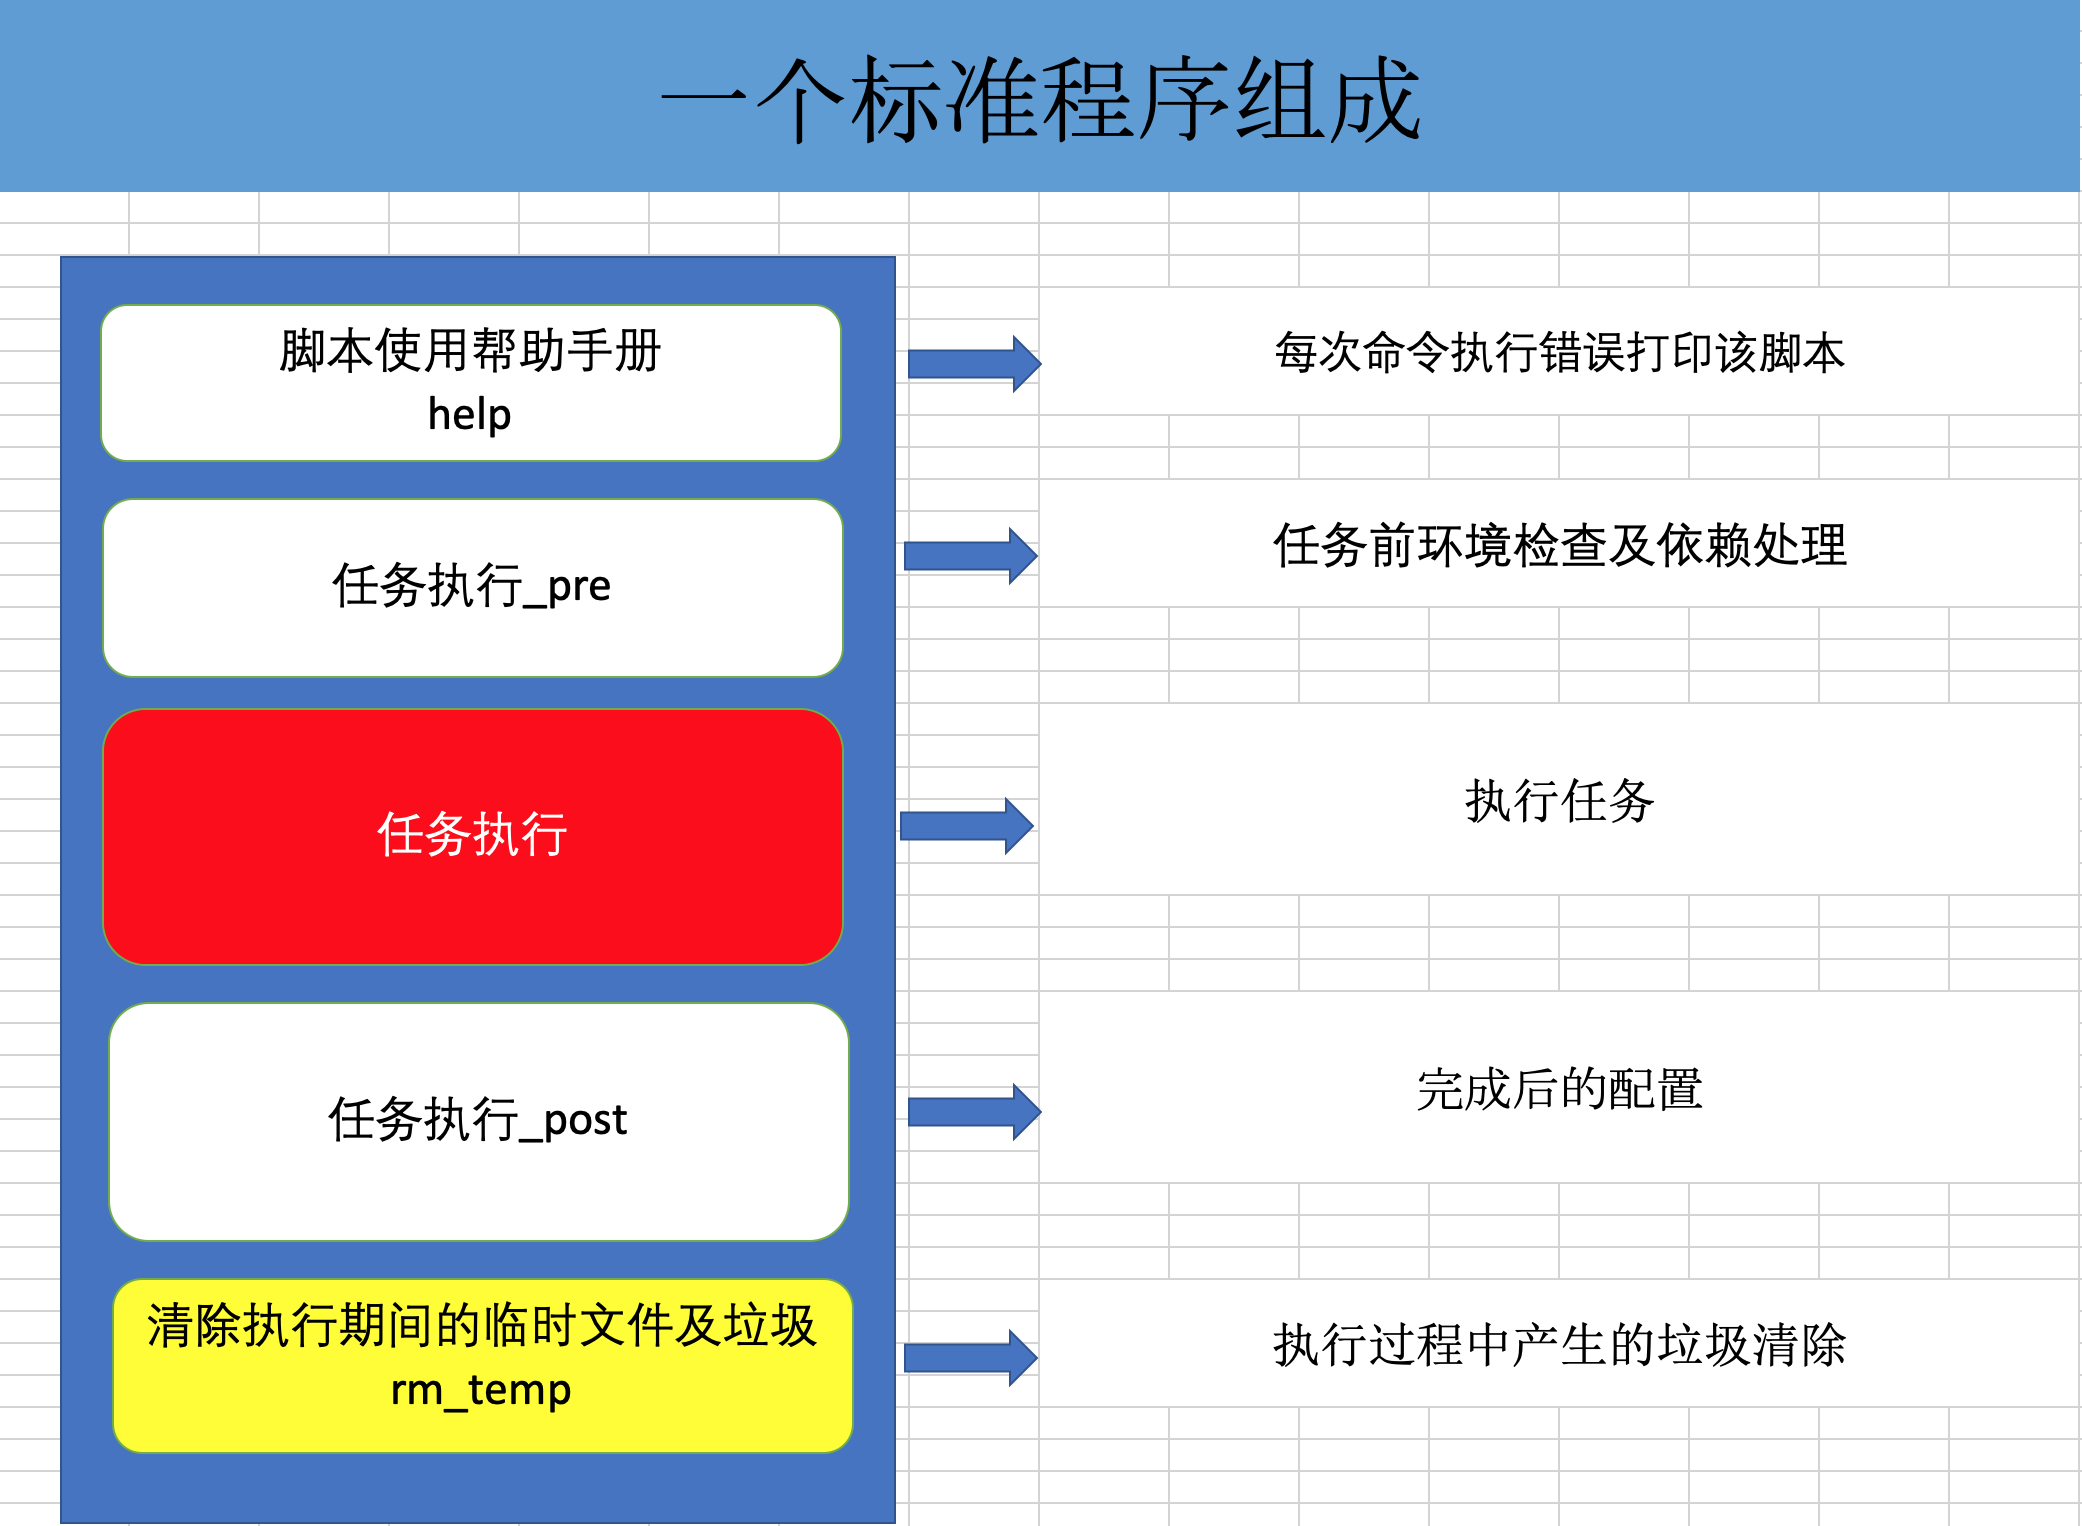 一个标准程序组成
脚本使用帮助手册
help
每次命令执行错误打印该脚本
任务执行_pre
任务前环境检查及依赖处理
任务执行
执行任务
任务执行_post
完成后的配置
清除执行期间的临时文件及垃圾
rm_temp
执行过程中产生的垃圾清除